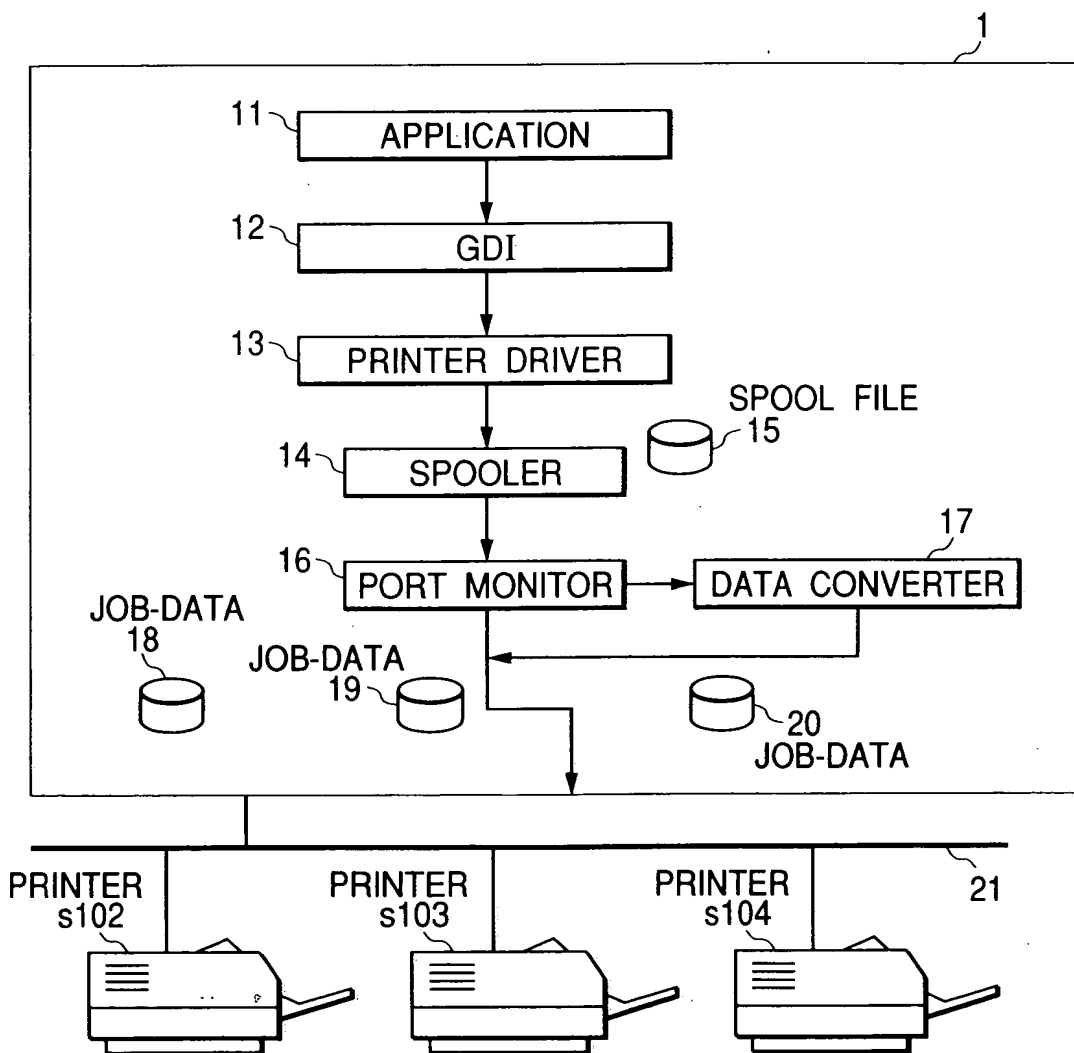 1
11
APPLICATION
12
GDI
13
PRINTER DRIVER
SPOOL FILE
15
14
SPOOLER
17
16
PORT MONITOR
DATA CONVERTER
JOB-DATA
18
JOB-DATA
19
20
JOB-DATA
21
PRINTER
s102
PRINTER
s103
PRINTER
s104